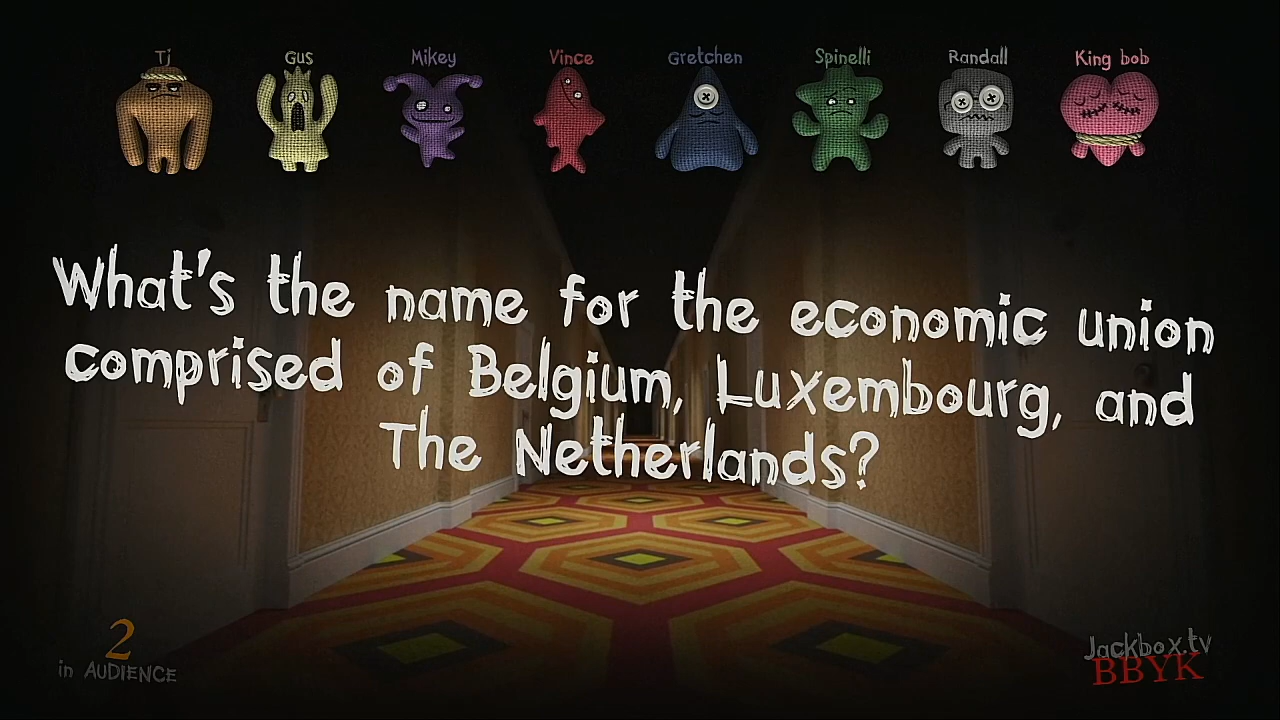 Tj Gus Mikey Vince Gretchen Spinelli Randall King bob
What's the name for the economic union
comprised of Belgium, Luxembourg, and
The Netherlands?
2
in AUDIENCE
Jackbox.tv
BBYK